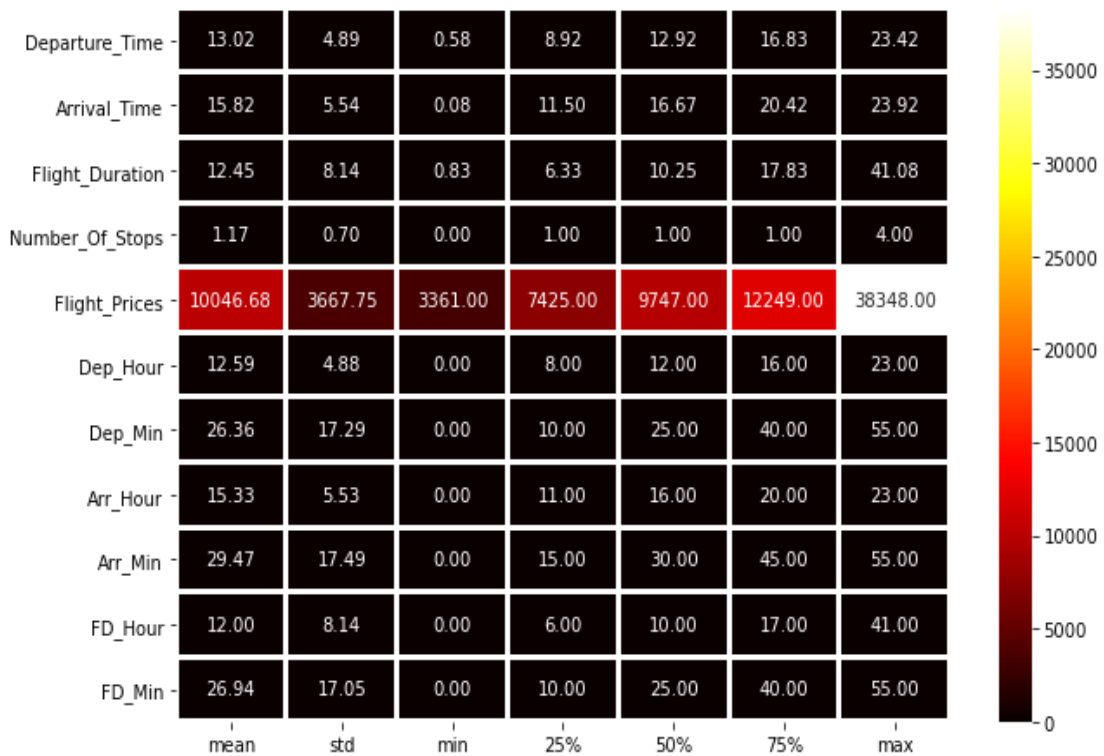 Departure_Time 13.02 4.89 0.58 8.92 12.92 16.83 23.42
Arrival_Time 15.82 5.54 0.08 11.50 16.67 20.42 23.92
Flight_Duration 12.45 8.14 0.83 6.33 10.25 17.83 41.08
Number_Of_Stops 1.17 0.70 0.00 1.00 1.00 1.00 4.00
Flight_Prices 10046.68 3667.75 3361.00 7425.00 9747.00 12249.00 38348.00
Dep_Hour 12.59 4.88 0.00 8.00 12.00 16.00 23.00
Dep_Min 26.36 17.29 0.00 10.00 25.00 40.00 55.00
Arr_Hour 15.33 5.53 0.00 11.00 16.00 20.00 23.00
Arr_Min 29.47 17.49 0.00 15.00 30.00 45.00 55.00
FD_Hour 12.00 8.14 0.00 6.00 10.00 17.00 41.00
FD_Min 26.94 17.05 0.00 10.00 25.00 40.00 55.00
mean std min 25% 50% 75% max
35000
30000
25000
20000
15000
10000
5000
0